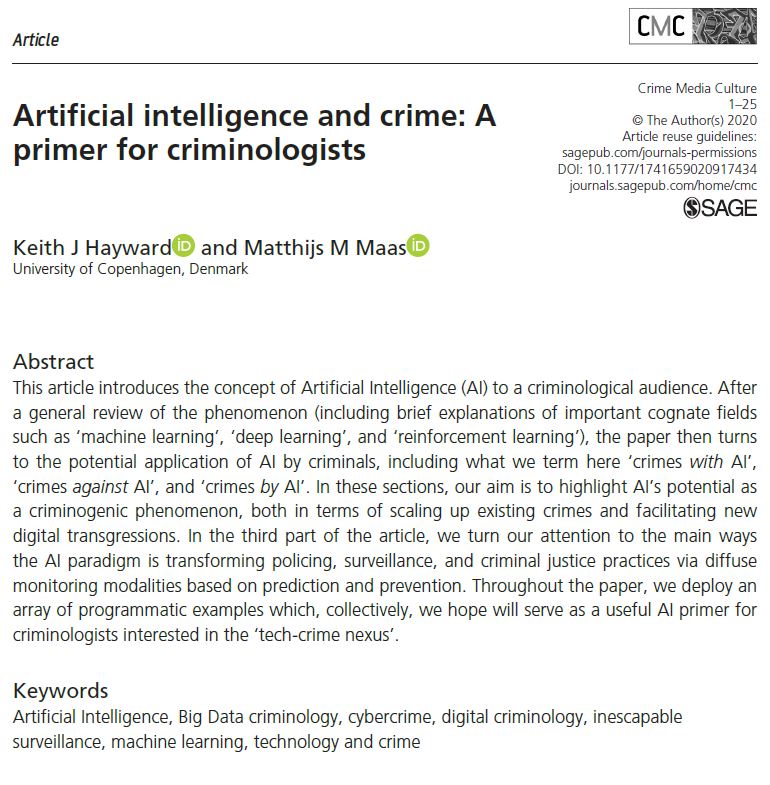 Article
CMC
Crime Media Culture
1–25
© The Author(s) 2020
Article reuse guidelines:
sagepub.com/journals-permissions
DOI: 10.1177/1741659020917434
journals.sagepub.com/home/cmc
SAGE
Artificial intelligence and crime: A
primer for criminologists
Keith J Hayward iD and Matthijs M Maas iD
University of Copenhagen, Denmark
Abstract
This article introduces the concept of Artificial Intelligence (AI) to a criminological audience. After
a general review of the phenomenon (including brief explanations of important cognate fields
such as ‘machine learning’, ‘deep learning’, and ‘reinforcement learning’), the paper then turns
to the potential application of AI by criminals, including what we term here ‘crimes with AI’,
‘crimes against AI’, and ‘crimes by AI’. In these sections, our aim is to highlight AI’s potential as
a criminogenic phenomenon, both in terms of scaling up existing crimes and facilitating new
digital transgressions. In the third part of the article, we turn our attention to the main ways
the AI paradigm is transforming policing, surveillance, and criminal justice practices via diffuse
monitoring modalities based on prediction and prevention. Throughout the paper, we deploy an
array of programmatic examples which, collectively, we hope will serve as a useful AI primer for
criminologists interested in the ‘tech-crime nexus’.
Keywords
Artificial Intelligence, Big Data criminology, cybercrime, digital criminology, inescapable
surveillance, machine learning, technology and crime